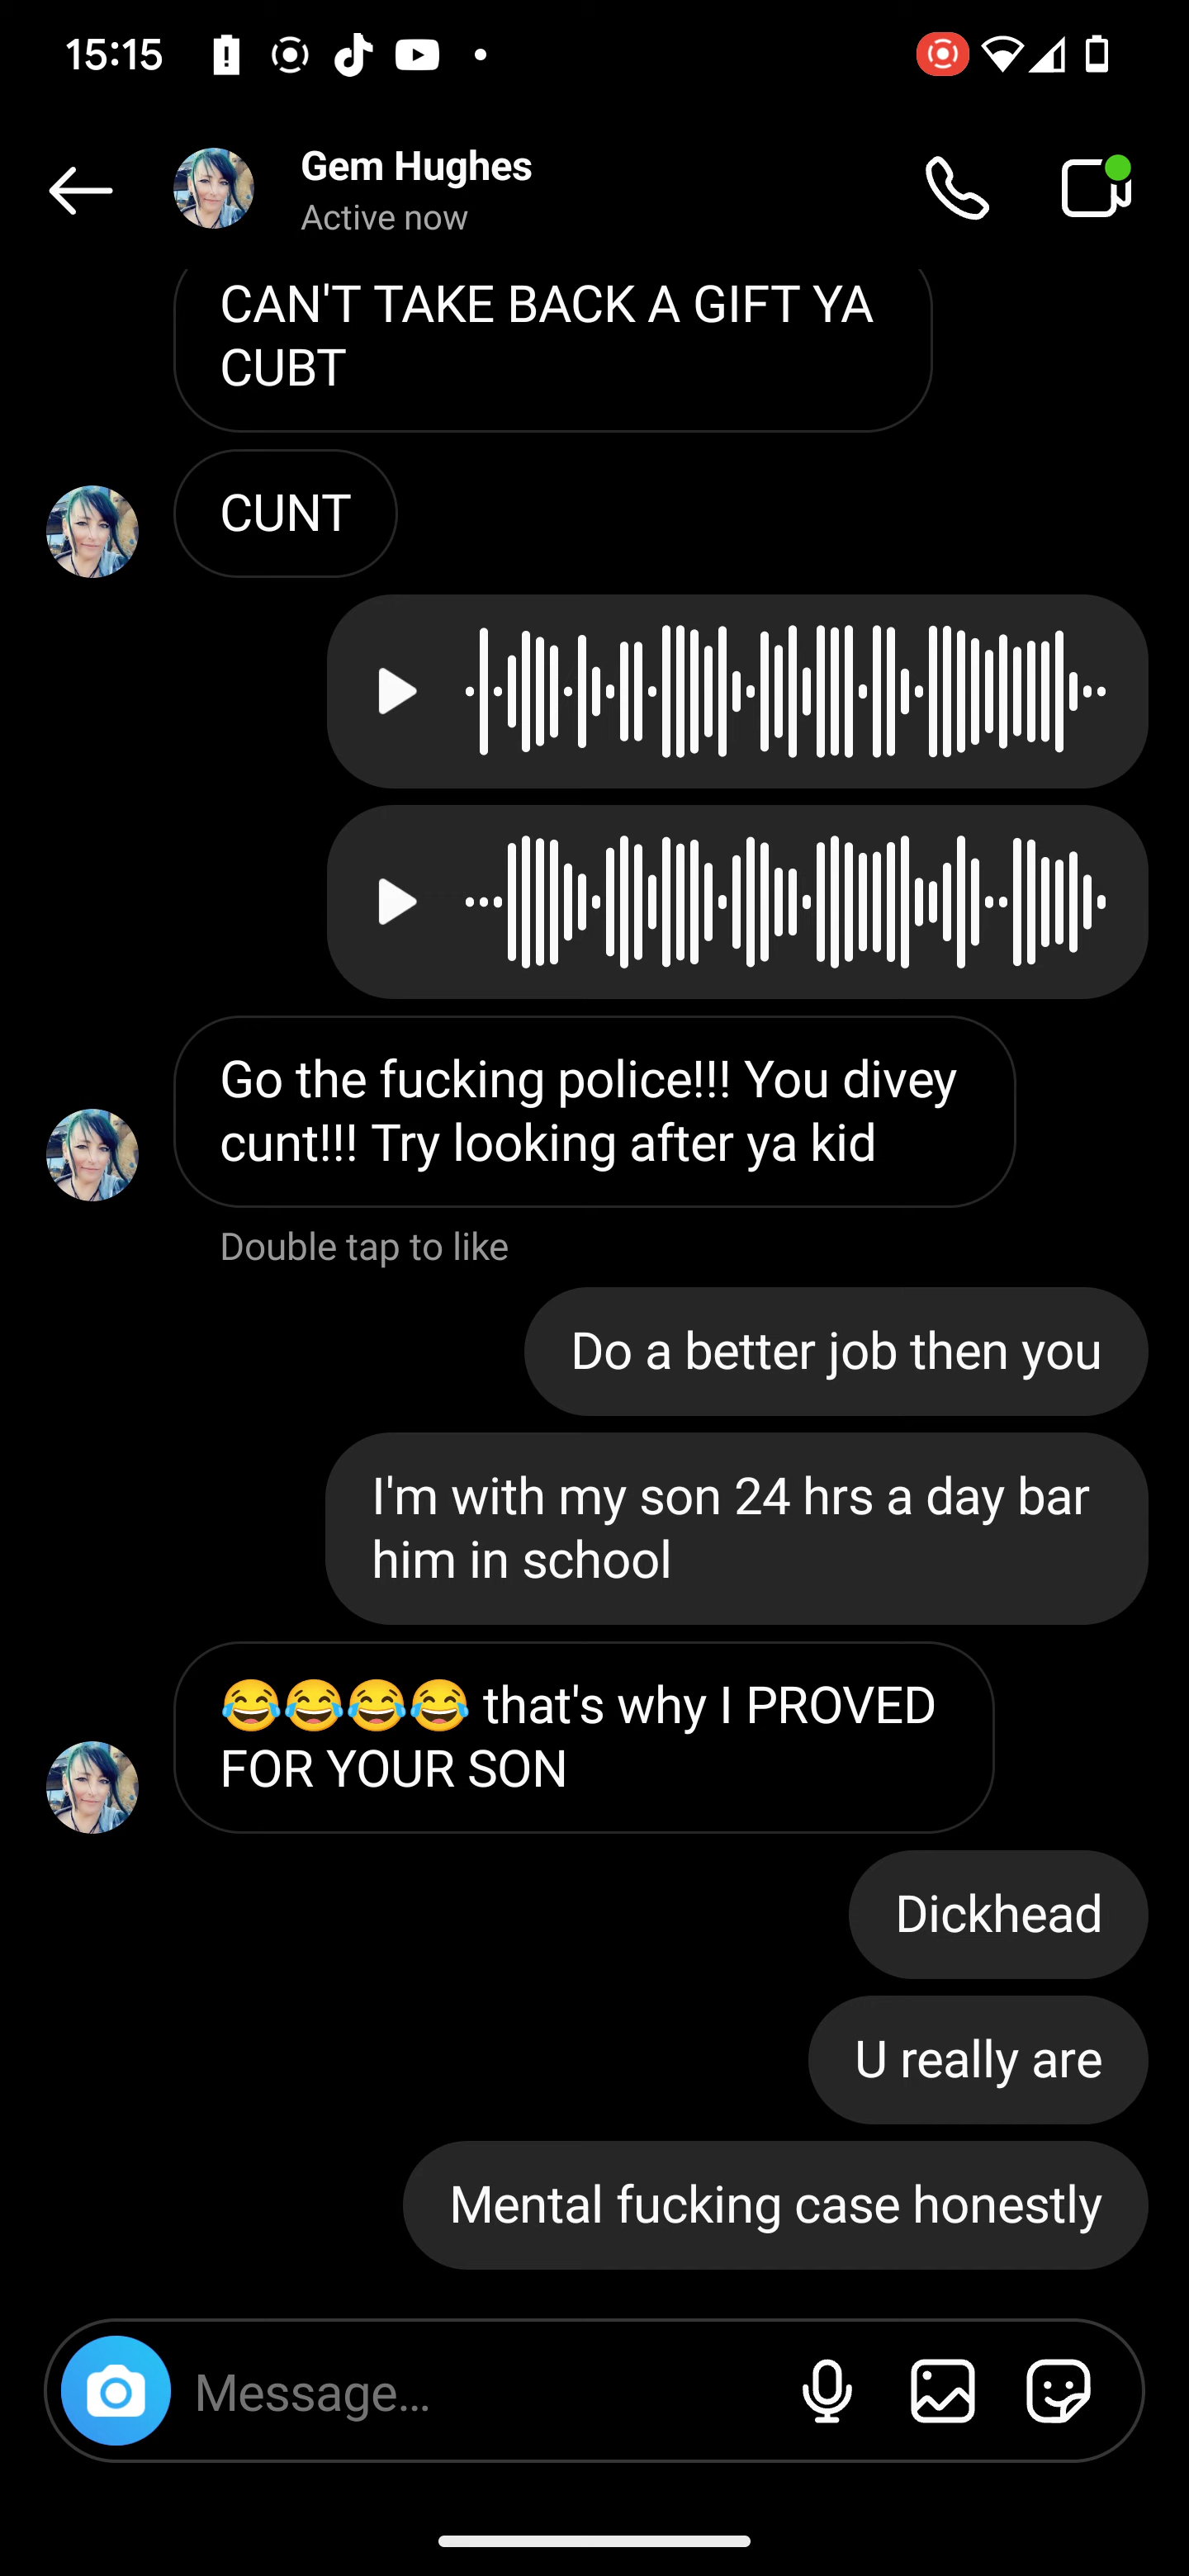 15:15
Gem Hughes
Active now
CAN'T TAKE BACK A GIFT YA
CUBT
CUNT
Go the fucking police!!! You divey
cunt!!! Try looking after ya kid
Double tap to like
Do a better job then you
I'm with my son 24 hrs a day bar
him in school
😂😂😂😂 that's why I PROVED
FOR YOUR SON
Dickhead
U really are
Mental fucking case honestly
Message...